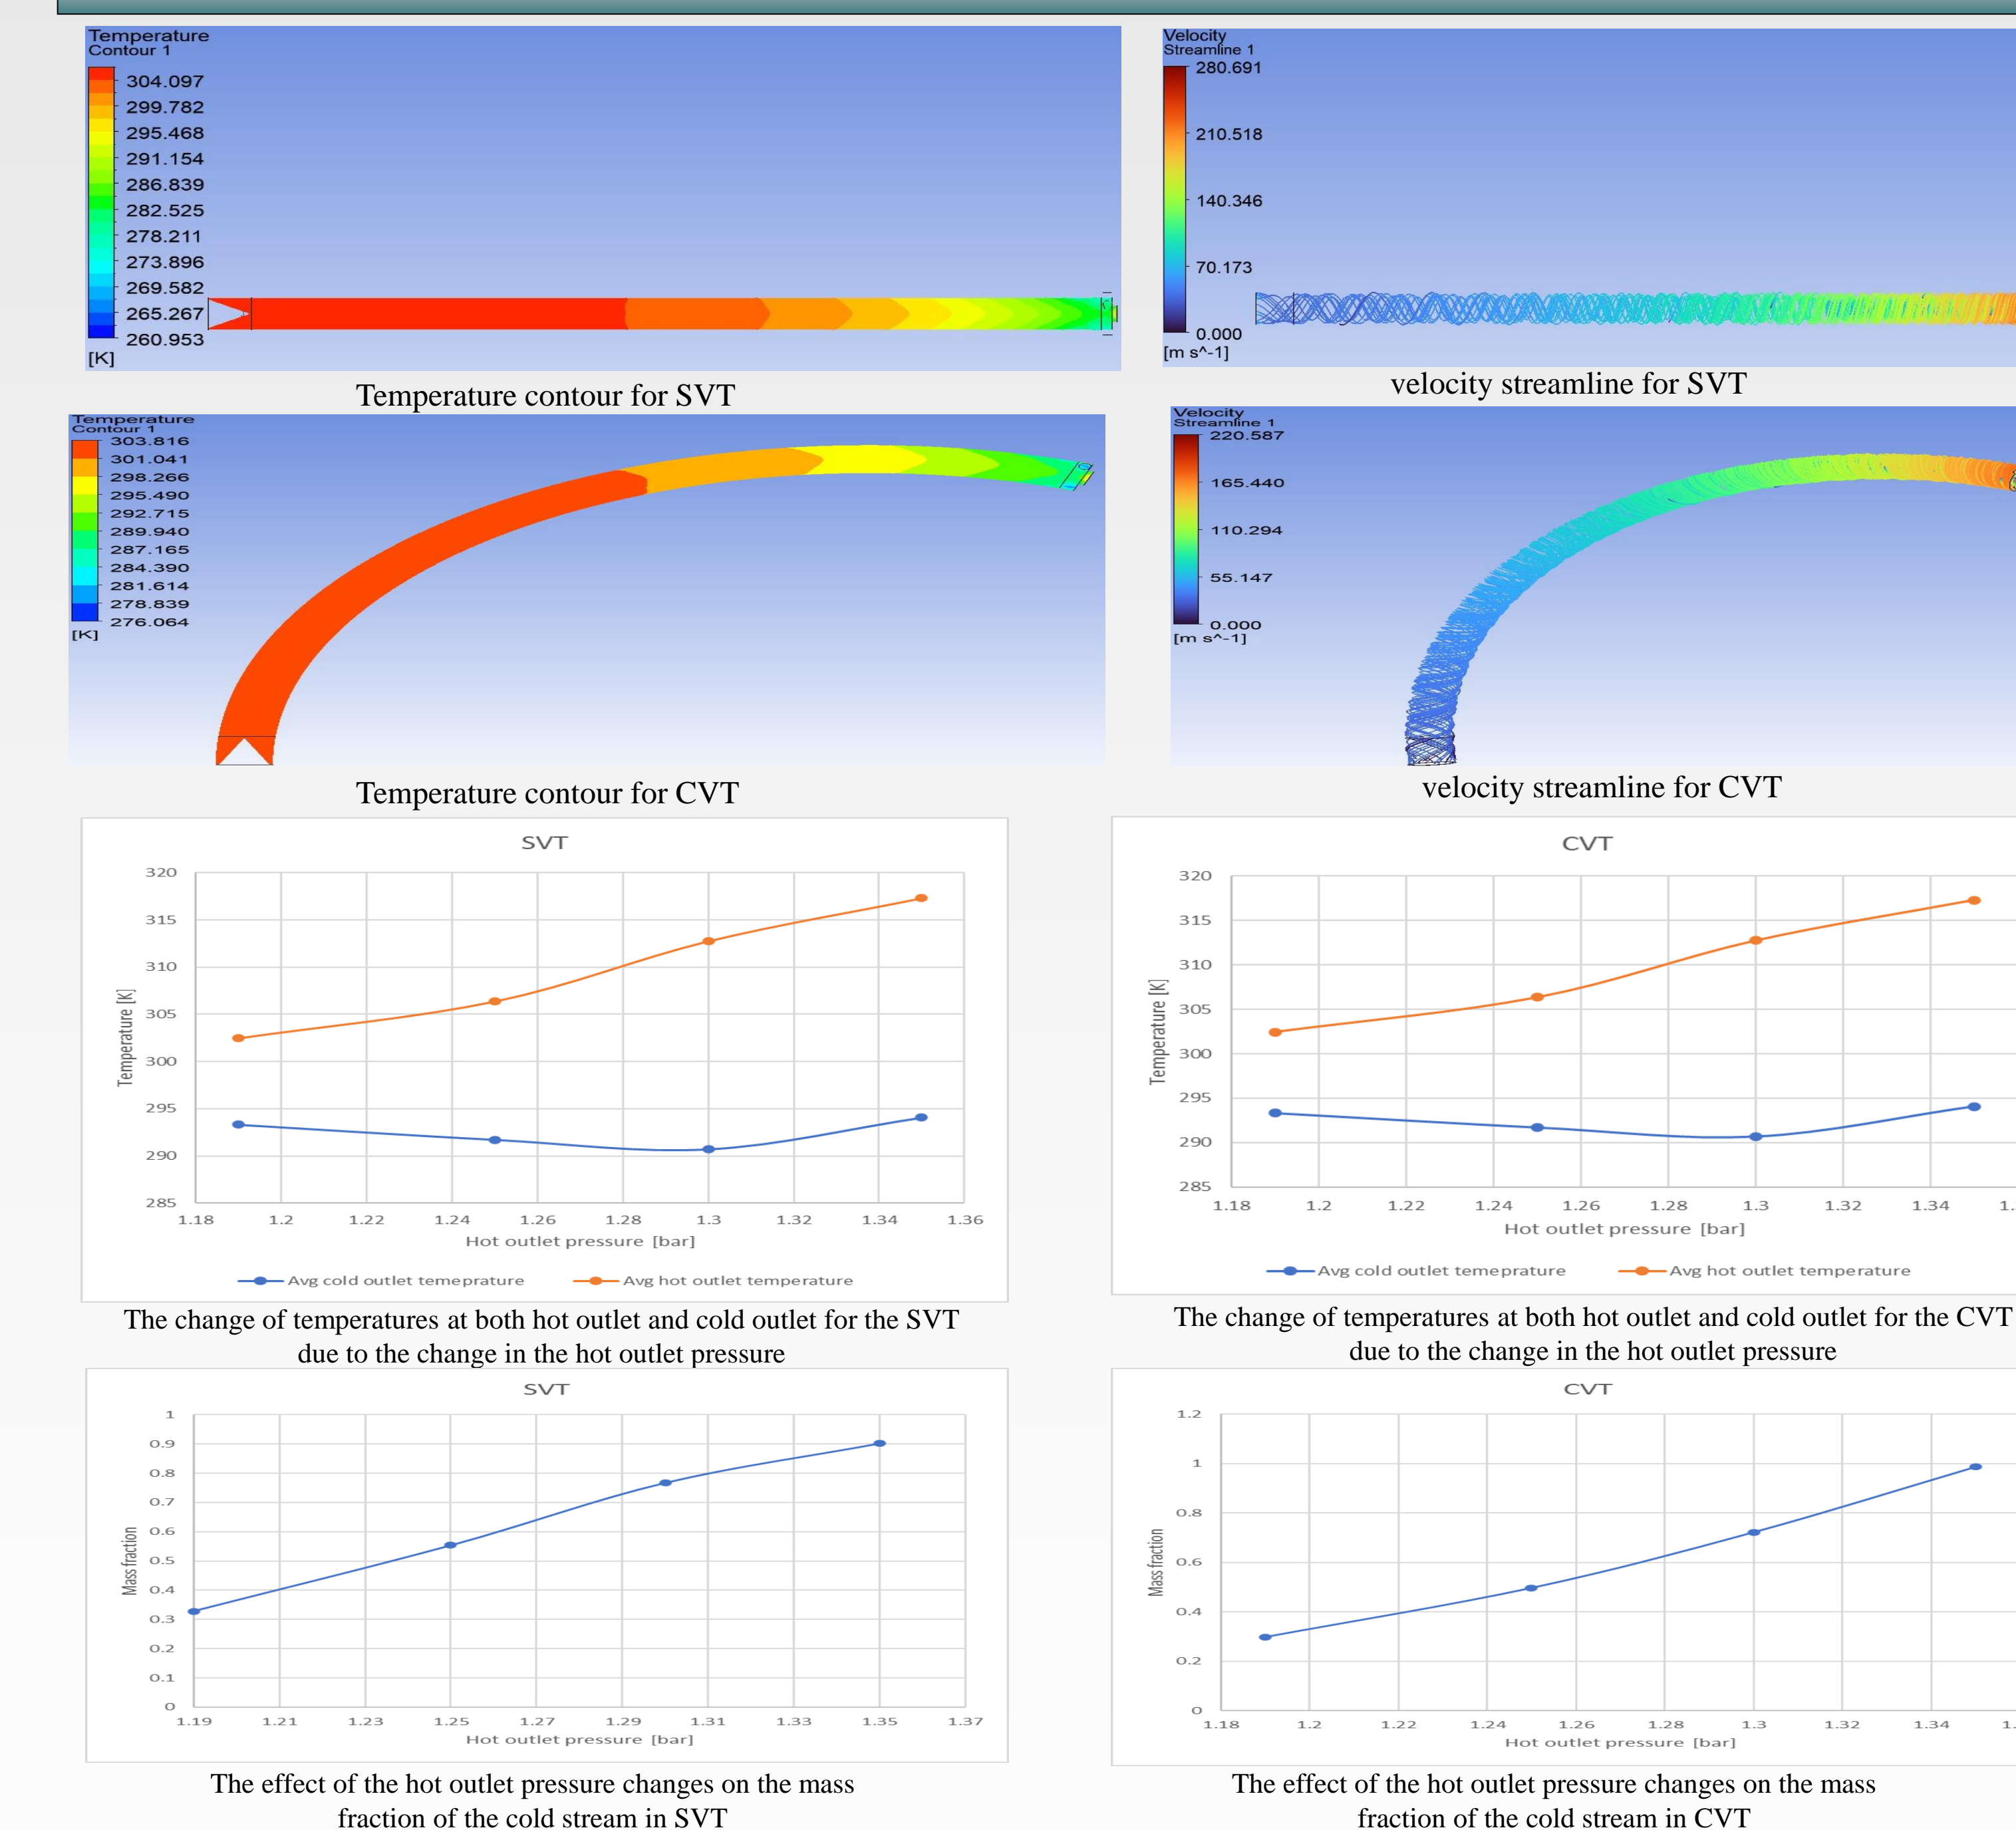 Temperature
Contour 1
304.097
299.782
295.468
291.154
286.839
282.525
278.211
273.896
269.582
265.267
260.953
[K]
Temperature contour for SVT
Velocity
Streamline 1
280.691
210.518
140.346
70.173
0.000
[m s^-1]
velocity streamline for SVT
Temperature
Contour 1
303.816
301.041
298.266
295.490
292.715
289.940
287.165
284.390
281.614
278.839
276.064
[K]
Temperature contour for CVT
Velocity
Streamline 1
220.587
165.440
110.294
55.147
0.000
[m s^-1]
velocity streamline for CVT
SVT
320
315
310
305
300
295
290
285
Temperature [K]
1.18 1.2 1.22 1.24 1.26 1.28 1.3 1.32 1.34 1.36
Hot outlet pressure [bar]
Avg cold outlet temeprature Avg hot outlet temperature
The change of temperatures at both hot outlet and cold outlet for the SVT
due to the change in the hot outlet pressure
CVT
320
315
310
305
300
295
290
285
Temperature [K]
1.18 1.2 1.22 1.24 1.26 1.28 1.3 1.32 1.34
Hot outlet pressure [bar]
Avg cold outlet temeprature Avg hot outlet temperature
The change of temperatures at both hot outlet and cold outlet for the CVT
due to the change in the hot outlet pressure
SVT
1
0.9
0.8
0.7
0.6
0.5
0.4
0.3
0.2
0.1
0
Mass fraction
1.19 1.21 1.23 1.25 1.27 1.29 1.31 1.33 1.35 1.37
Hot outlet pressure [bar]
The effect of the hot outlet pressure changes on the mass
fraction of the cold stream in SVT
CVT
1.2
1
0.8
0.6
0.4
0.2
0
Mass fraction
1.18 1.2 1.22 1.24 1.26 1.28 1.3 1.32 1.34
Hot outlet pressure [bar]
The effect of the hot outlet pressure changes on the mass
fraction of the cold stream in CVT